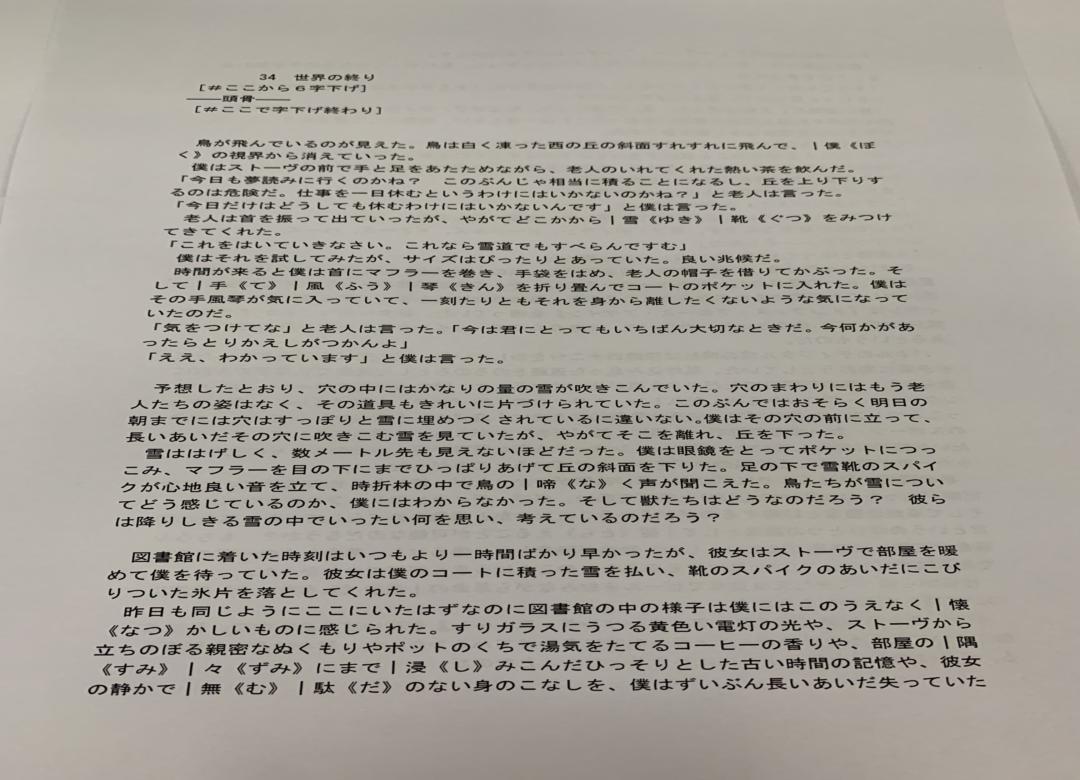 34　世界の終り
［＃ここから６字下げ］
――頭骨――
［＃ここで字下げ終わり］
鳥が飛んでいるのが見えた。鳥は白く凍った西の丘の斜面すれすれに飛んで、｜僕《ぼ
く》の視界から消えていった。
僕はストーヴの前で手と足をあたためながら、老人のいれてくれた熱い茶を飲んだ。
「今日も夢読みに行くのかね？　このぶんじゃ相当に積ることになるし、丘を上り下りす
るのは危険だ。仕事を一日休むというわけにはいかないのかね？」と老人は言った。
「今日だけはどうしても休むわけにはいかないんです」と僕は言った。
老人は首を振って出ていったが、やがてどこかから｜雪《ゆき》｜靴《ぐつ》をみつけ
てきてくれた。
「これをはいていきなさい。これなら雪道でもすべらんですむ」
僕はそれを試してみたが、サイズはぴったりとあっていた。良い兆候だ。
時間が来ると僕は首にマフラーを巻き、手袋をはめ、老人の帽子を借りてかぶった。そ
して｜手《て》｜風《ふう》｜琴《きん》を折り畳んでコートのポケットに入れた。僕は
その手風琴が気に入っていて、一刻たりともそれを身から離したくないような気になって
いたのだ。
「気をつけてな」と老人は言った。「今は君にとってもいちばん大切なときだ。今何かがあ
ったらとりかえしがつかんよ」
「ええ、わかっています」と僕は言った。
予想したとおり、穴の中にはかなりの量の雪が吹きこんでいた。穴のまわりにはもう老
人たちの姿はなく、その道具もきれいに片づけられていた。このぶんではおそらく明日の
朝までには穴はすっぽりと雪に埋めつくされているに違いない。僕はその穴の前に立って、
長いあいだその穴に吹きこむ雪を見ていたが、やがてそこを離れ、丘を下った。
雪ははげしく、数メートル先も見えないほどだった。僕は眼鏡をとってポケットにつっ
こみ、マフラーを目の下にまでひっぱりあげて丘の斜面を下りた。足の下で雪靴のスパイ
クが心地良い音を立て、時折林の中で鳥の｜啼《な》く声が聞こえた。鳥たちが雪につい
てどう感じているのか、僕にはわからなかった。そして獣たちはどうなのだろう？　彼ら
は降りしきる雪の中でいったい何を思い、考えているのだろう？
図書館に着いた時刻はいつもより一時間ばかり早かったが、彼女はストーヴで部屋を暖
めて僕を待っていた。彼女は僕のコートに積った雪を払い、靴のスパイクのあいだにこび
りついた氷片を落としてくれた。
昨日も同じようにここにいたはずなのに図書館の中の様子は僕にはこのうえなく｜懐
《なつ》かしいものに感じられた。すりガラスにうつる黄色い電灯の光や、ストーヴから
立ちのぼる親密なぬくもりやポットのくちで湯気をたてるコーヒーの香りや、部屋の｜隅
《すみ》｜々《ずみ》にまで｜浸《し》みこんだひっそりとした古い時間の記憶や、彼女
の静かで｜無《む》｜駄《だ》のない身のこなしを、僕はずいぶん長いあいだ失っていた